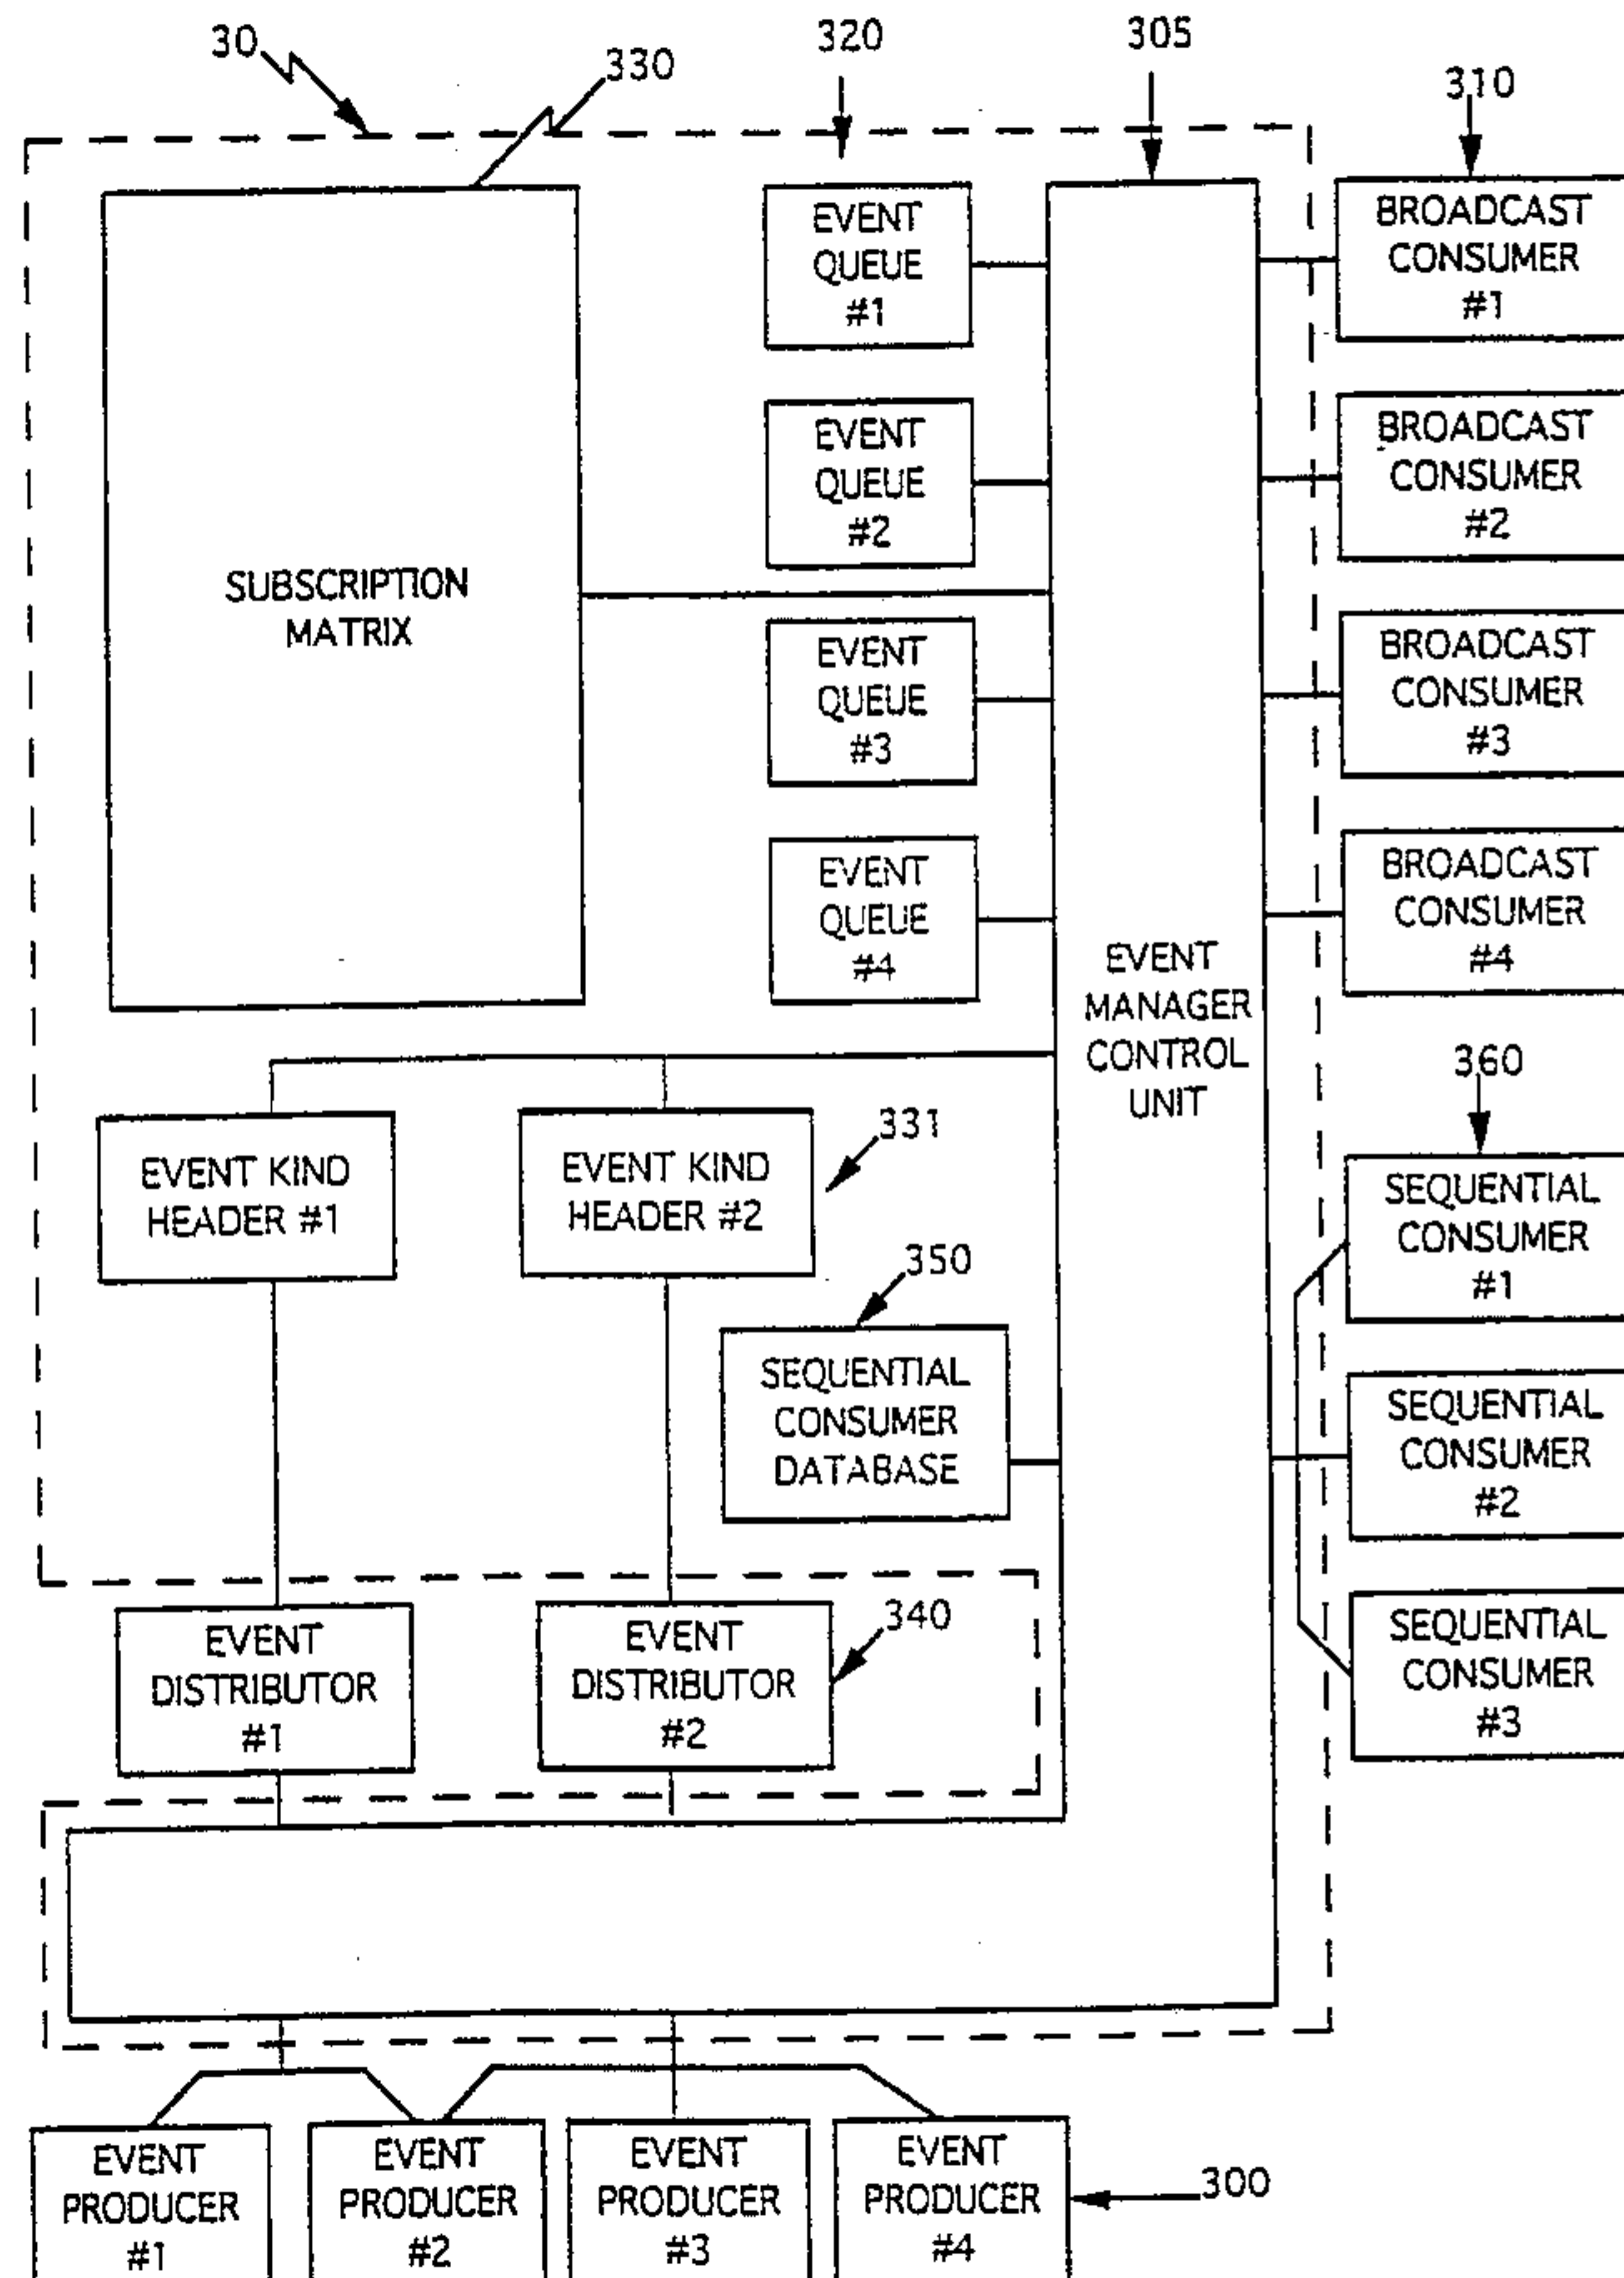 30
330
320
305
310
SUBSCRIPTION
MATRIX
EVENT
QUEUE
#1
EVENT
QUEUE
#2
EVENT
QUEUE
#3
EVENT
QUEUE
#4
EVENT
MANAGER
CONTROL
UNIT
BROADCAST
CONSUMER
#1
BROADCAST
CONSUMER
#2
BROADCAST
CONSUMER
#3
BROADCAST
CONSUMER
#4
360
EVENT KIND
HEADER #1
EVENT KIND
HEADER #2
331
350
SEQUENTIAL
CONSUMER
DATABASE
SEQUENTIAL
CONSUMER
#1
SEQUENTIAL
CONSUMER
#2
SEQUENTIAL
CONSUMER
#3
EVENT
DISTRIBUTOR
#1
EVENT
DISTRIBUTOR
#2
340
EVENT
PRODUCER
#1
EVENT
PRODUCER
#2
EVENT
PRODUCER
#3
EVENT
PRODUCER
#4
300